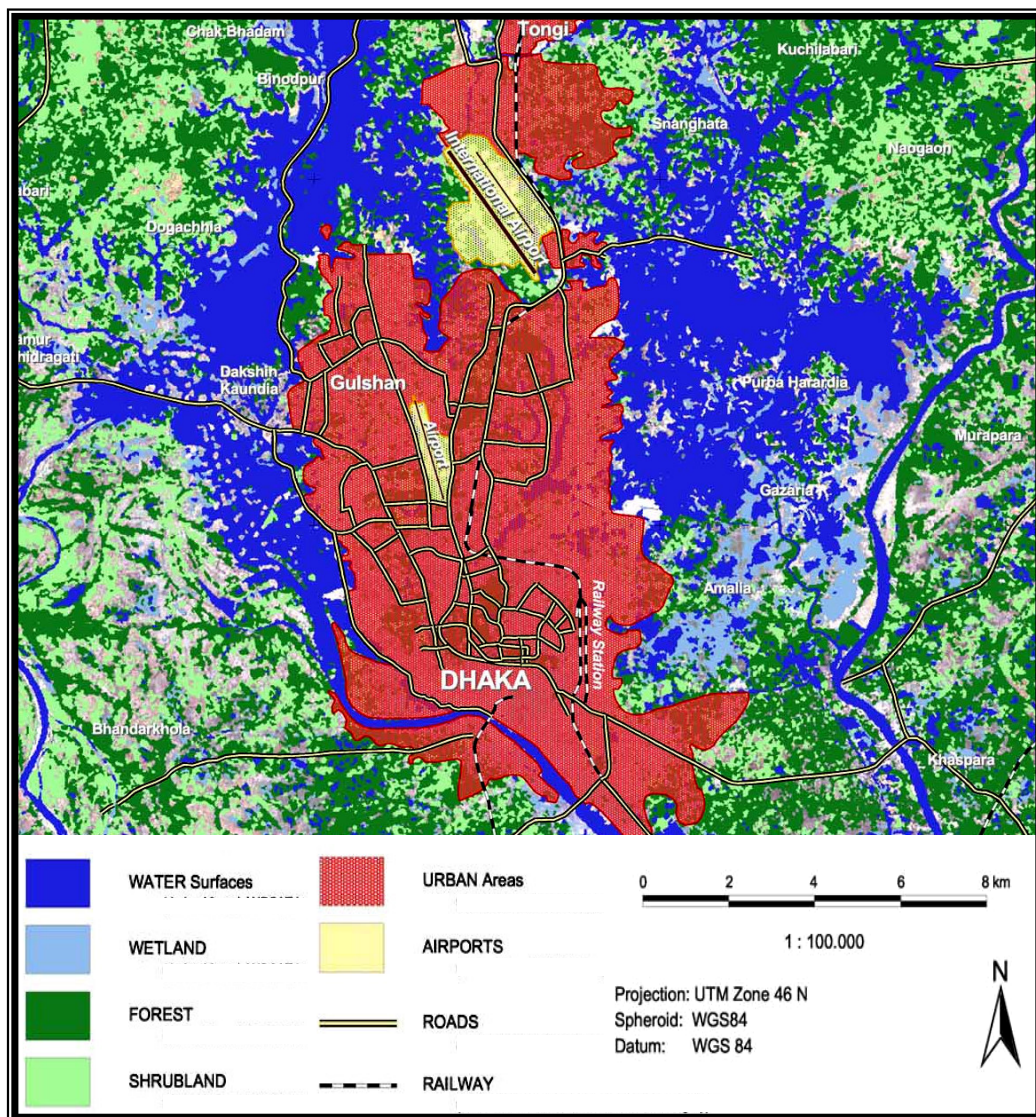 Tongi
Chak Bhadam
Kuchilabari
Binodpur
Snanghata
Naogaon
International Airport
Dogachhia
Dakshin
Kaundia
Gulshan
Purba Harardia
Airport
Murapara
Gazaria
Amalia
Railway Station
DHAKA
Bhandarkhola
Khaspara
WATER Surfaces
WETLAND
FOREST
SHRUBLAND
URBAN Areas
AIRPORTS
ROADS
RAILWAY
0 2 4 6 8 km
1 : 100.000
Projection: UTM Zone 46 N
Spheroid: WGS84
Datum: WGS 84
N